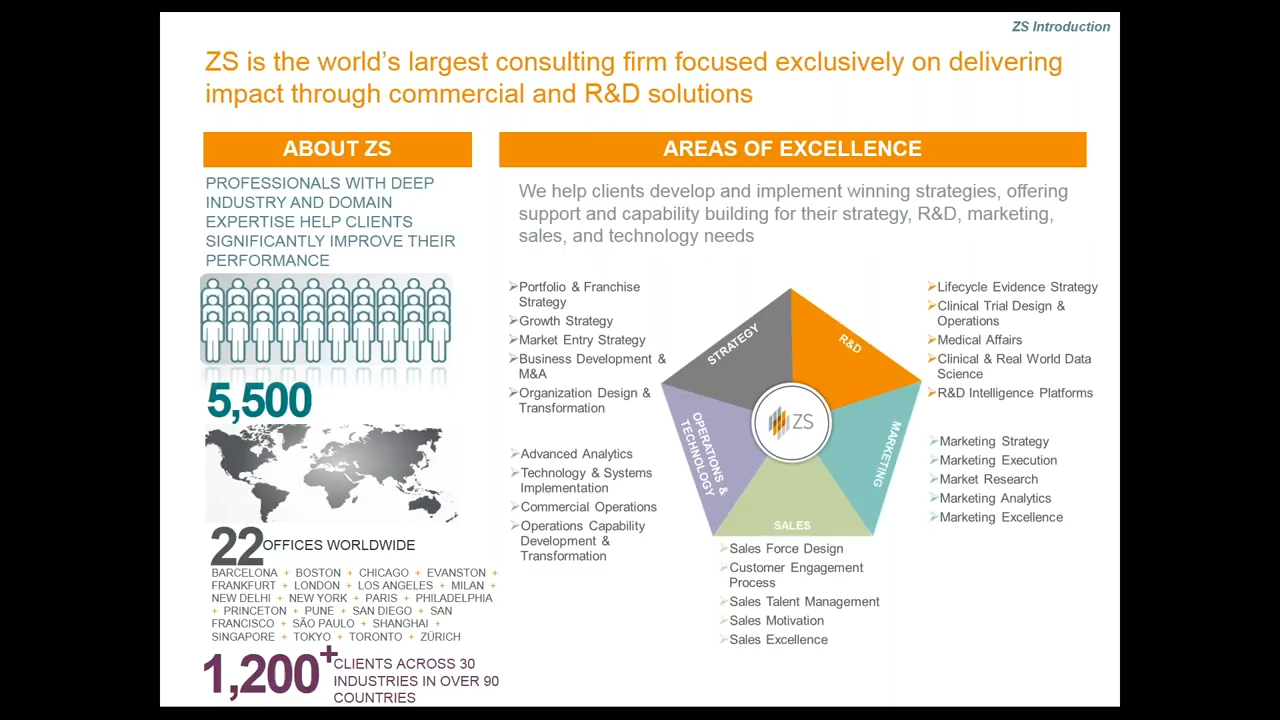 ZS Introduction
ZS is the world's largest consulting firm focused exclusively on delivering
impact through commercial and R&D solutions
ABOUT ZS
PROFESSIONALS WITH DEEP
INDUSTRY AND DOMAIN
EXPERTISE HELP CLIENTS
SIGNIFICANTLY IMPROVE THEIR
PERFORMANCE
5,500
22 OFFICES WORLDWIDE
BARCELONA + BOSTON + CHICAGO + EVANSTON +
FRANKFURT + LONDON + LOS ANGELES + MILAN +
NEW DELHI + NEW YORK + PARIS + PHILADELPHIA
+ PRINCETON + PUNE + SAN DIEGO + SAN
FRANCISCO + SÃO PAULO + SHANGHAI +
SINGAPORE + TOKYO + TORONTO + ZÜRICH
1,200+ CLIENTS ACROSS 30
INDUSTRIES IN OVER 90
COUNTRIES
AREAS OF EXCELLENCE
We help clients develop and implement winning strategies, offering
support and capability building for their strategy, R&D, marketing,
sales, and technology needs
Portfolio & Franchise
Strategy
Growth Strategy
Market Entry Strategy
Business Development &
M&A
Organization Design &
Transformation
Advanced Analytics
Technology & Systems
Implementation
Commercial Operations
Operations Capability
Development &
Transformation
STRATEGY
R&D
OPERATIONS &
TECHNOLOGY
ZS
MARKETING
SALES
Sales Force Design
Customer Engagement
Process
Sales Talent Management
Sales Motivation
Sales Excellence
Lifecycle Evidence Strategy
Clinical Trial Design &
Operations
Medical Affairs
Clinical & Real World Data
Science
R&D Intelligence Platforms
Marketing Strategy
Marketing Execution
Market Research
Marketing Analytics
Marketing Excellence